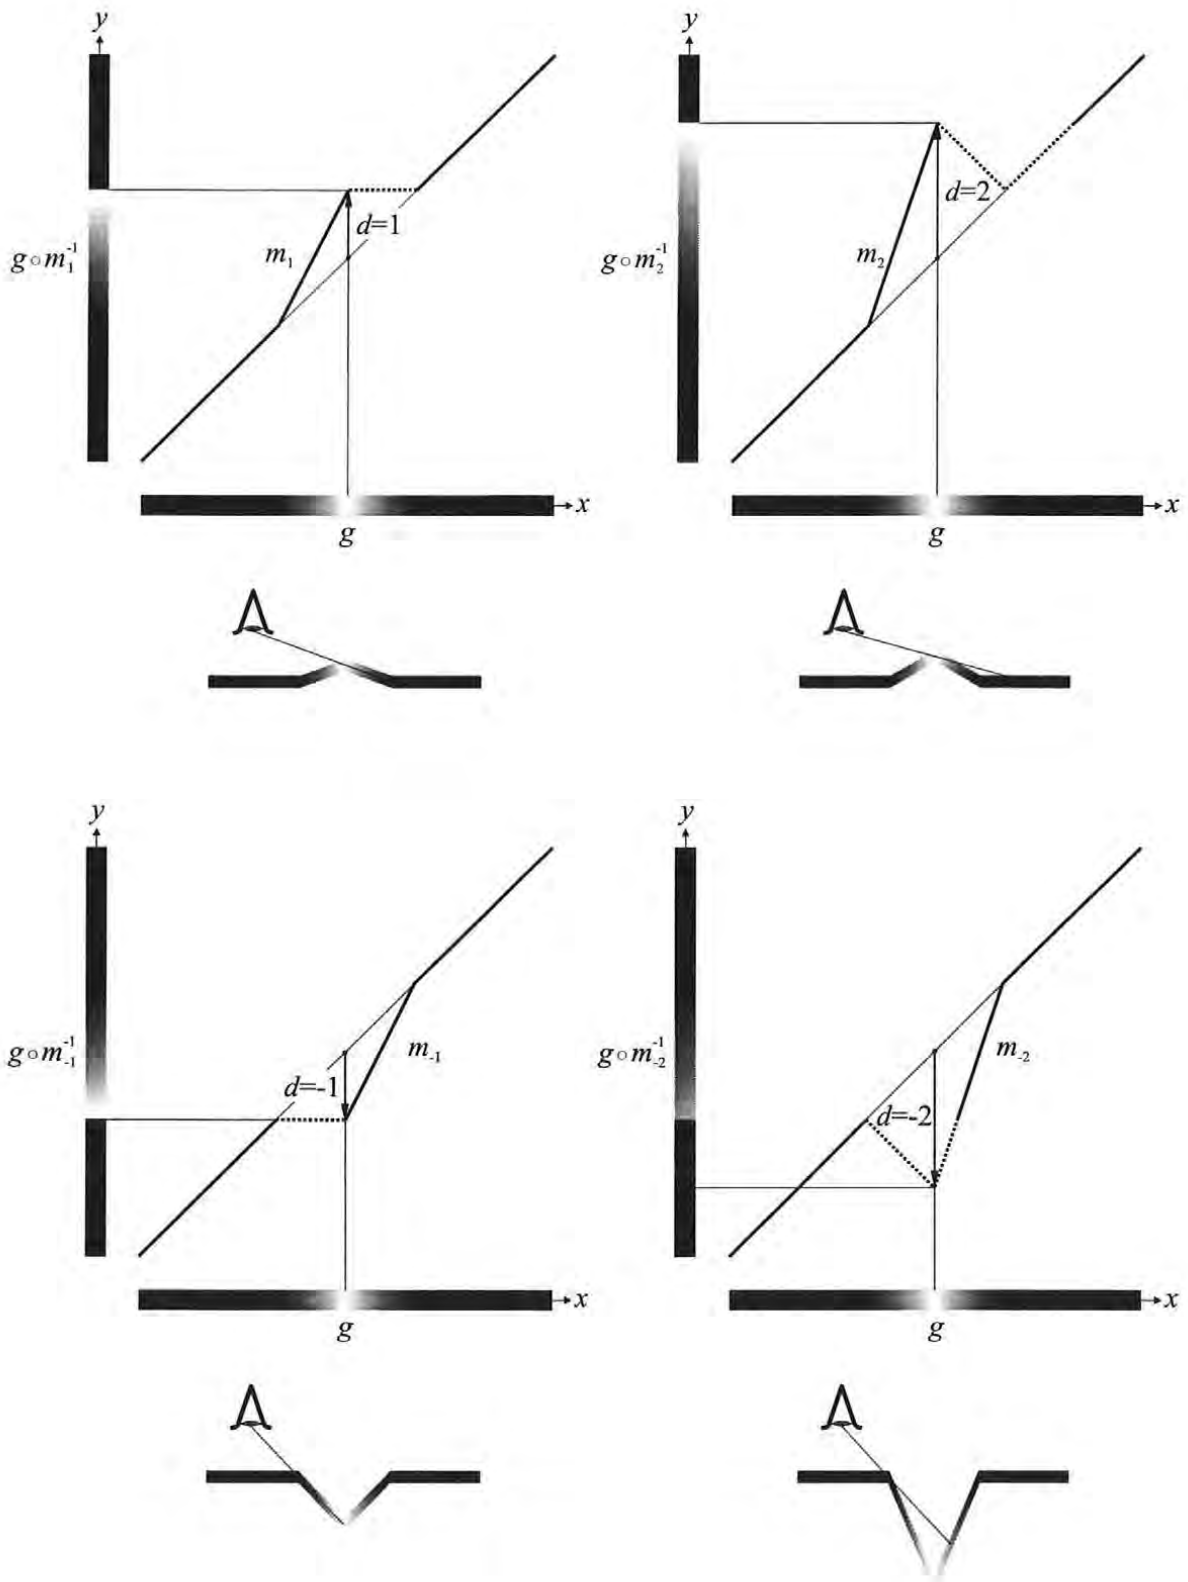 y
y
d=1
d=2
g∘m₁⁻¹
m₁
g∘m₂⁻¹
m₂
x
x
g
g
y
y
g∘m₋₁⁻¹
m₋₁
g∘m₋₂⁻¹
m₋₂
d=-1
d=-2
x
x
g
g